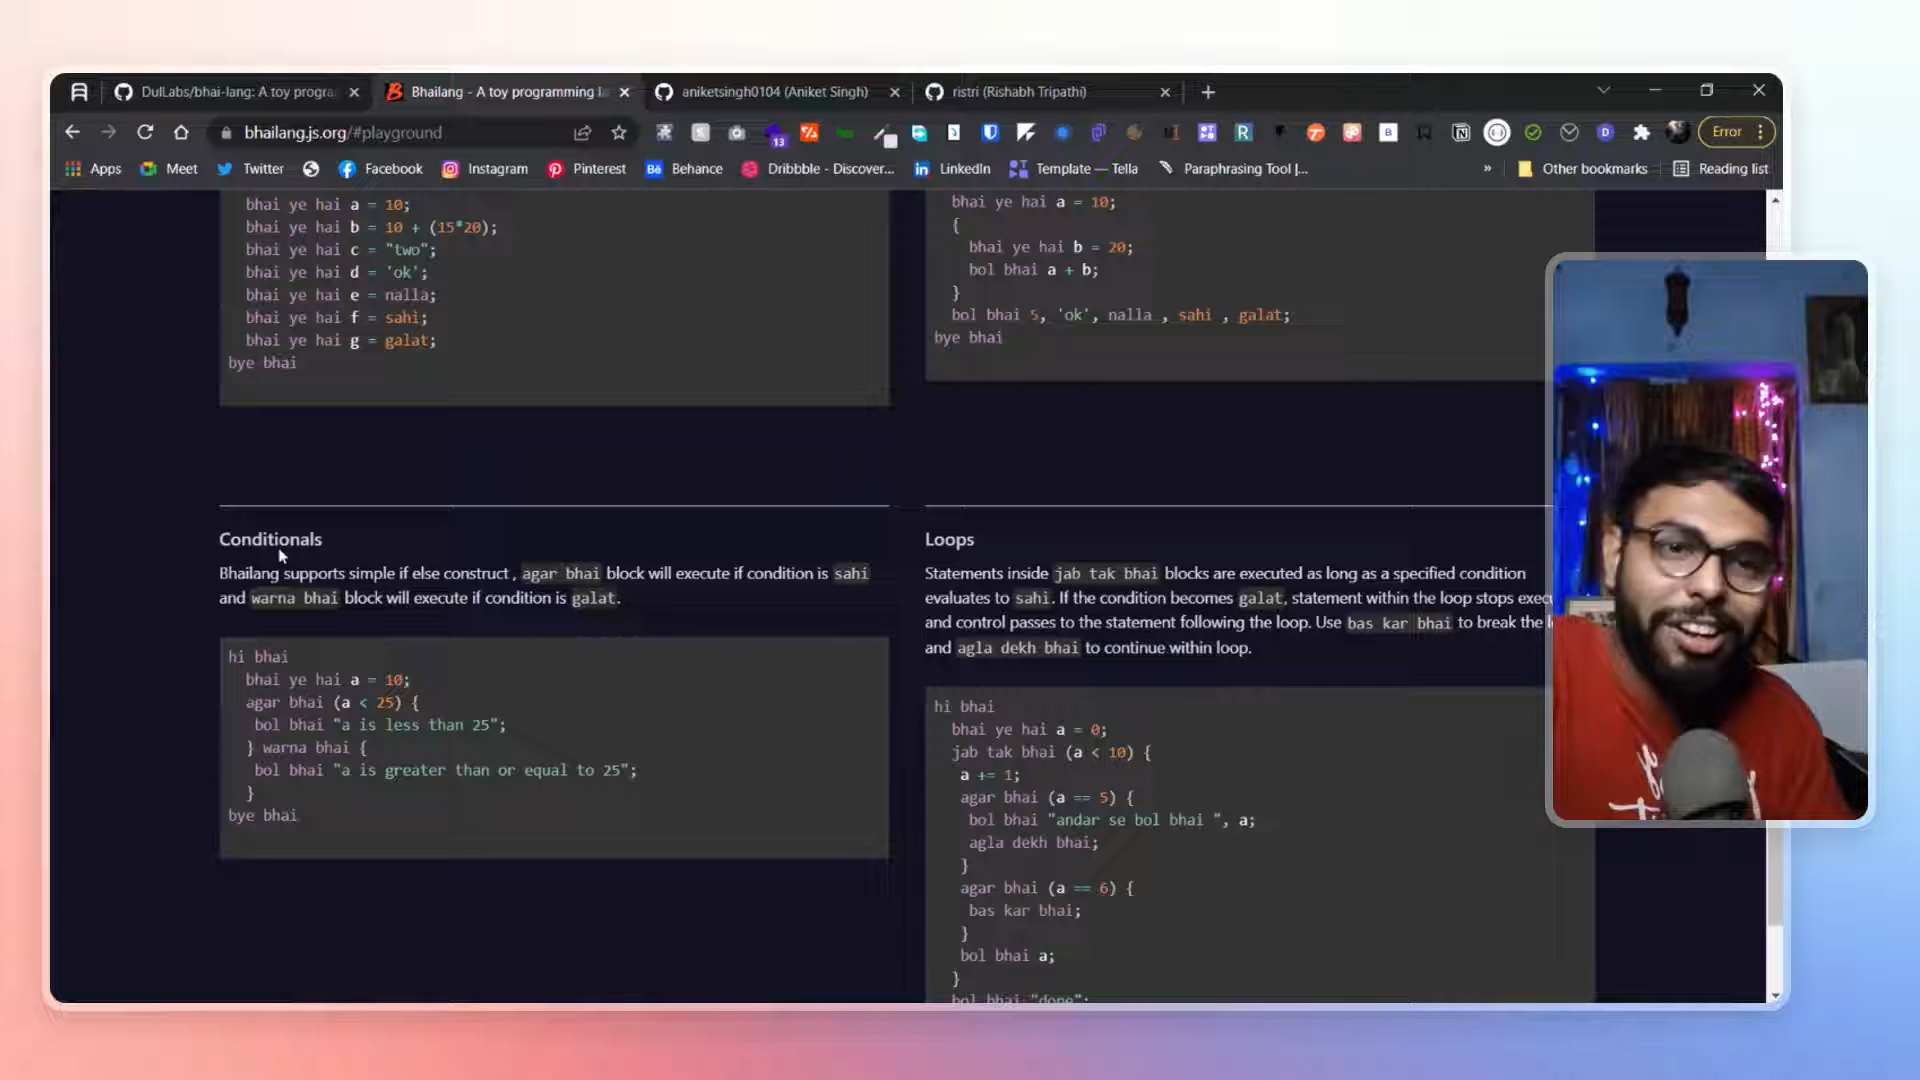 DulLabs/bhai-lang: A toy progra
Bhailang - A toy programming la
aniketsingh0104 (Aniket Singh)
ristri (Rishabh Tripathi)
bhailang.js.org/#playground
13
Error
Apps
Meet
Twitter
Facebook
Instagram
Pinterest
Behance
Dribbble - Discover...
LinkedIn
Template — Tella
Paraphrasing Tool |...
»
Other bookmarks
Reading list
bhai ye hai a = 10;
bhai ye hai b = 10 + (15*20);
bhai ye hai c = "two";
bhai ye hai d = 'ok';
bhai ye hai e = nalla;
bhai ye hai f = sahi;
bhai ye hai g = galat;
bye bhai
bhai ye hai a = 10;
{
bhai ye hai b = 20;
bol bhai a + b;
}
bol bhai 5, 'ok', nalla , sahi , galat;
bye bhai
Conditionals
Bhailang supports simple if else construct , agar bhai block will execute if condition is sahi
and warna bhai block will execute if condition is galat.
hi bhai
bhai ye hai a = 10;
agar bhai (a < 25) {
bol bhai "a is less than 25";
} warna bhai {
bol bhai "a is greater than or equal to 25";
}
bye bhai
Loops
Statements inside jab tak bhai blocks are executed as long as a specified condition
evaluates to sahi. If the condition becomes galat, statement within the loop stops execu
and control passes to the statement following the loop. Use bas kar bhai to break the l
and agla dekh bhai to continue within loop.
hi bhai
bhai ye hai a = 0;
jab tak bhai (a < 10) {
a += 1;
agar bhai (a == 5) {
bol bhai "andar se bol bhai ", a;
agla dekh bhai;
}
agar bhai (a == 6) {
bas kar bhai;
}
bol bhai a;
}
bol bhai "done";